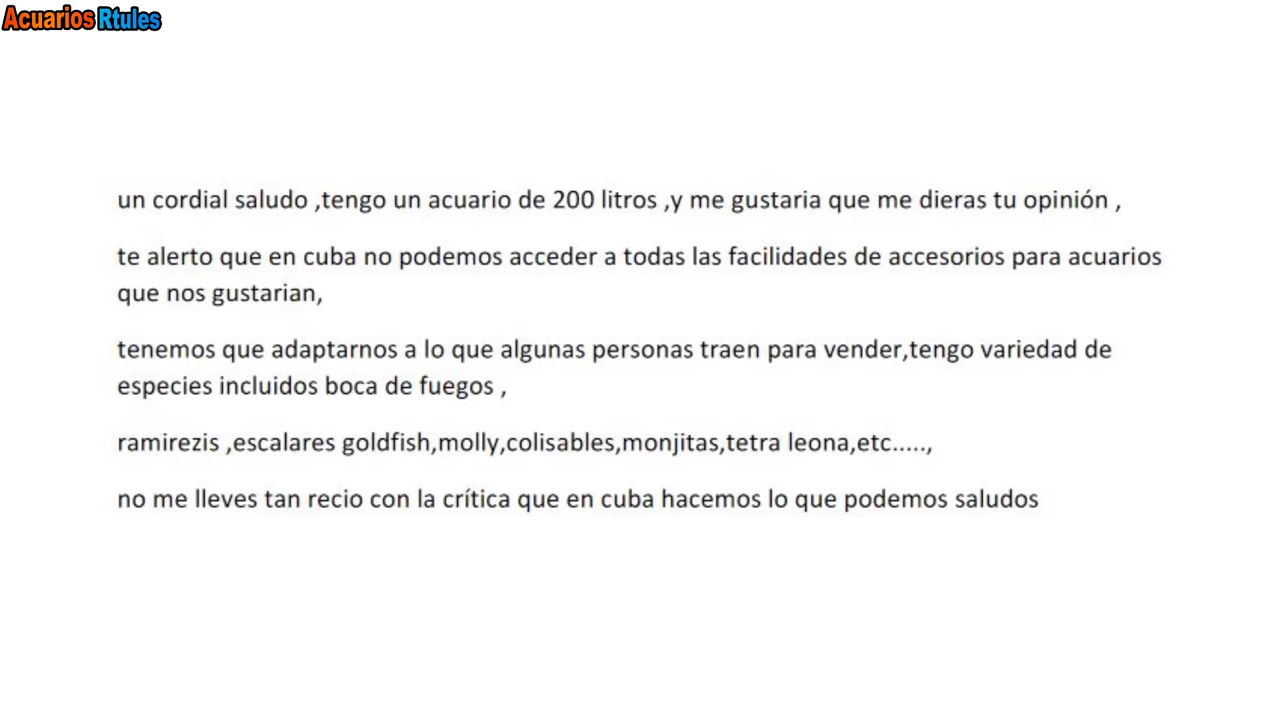 Acuarios Rtules
un cordial saludo ,tengo un acuario de 200 litros ,y me gustaria que me dieras tu opinión ,
te alerto que en cuba no podemos acceder a todas las facilidades de accesorios para acuarios
que nos gustarian,
tenemos que adaptarnos a lo que algunas personas traen para vender,tengo variedad de
especies incluidos boca de fuegos ,
ramirezis ,escalares goldfish,molly,colisables,monjitas,tetra leona,etc.....,
no me lleves tan recio con la crítica que en cuba hacemos lo que podemos saludos